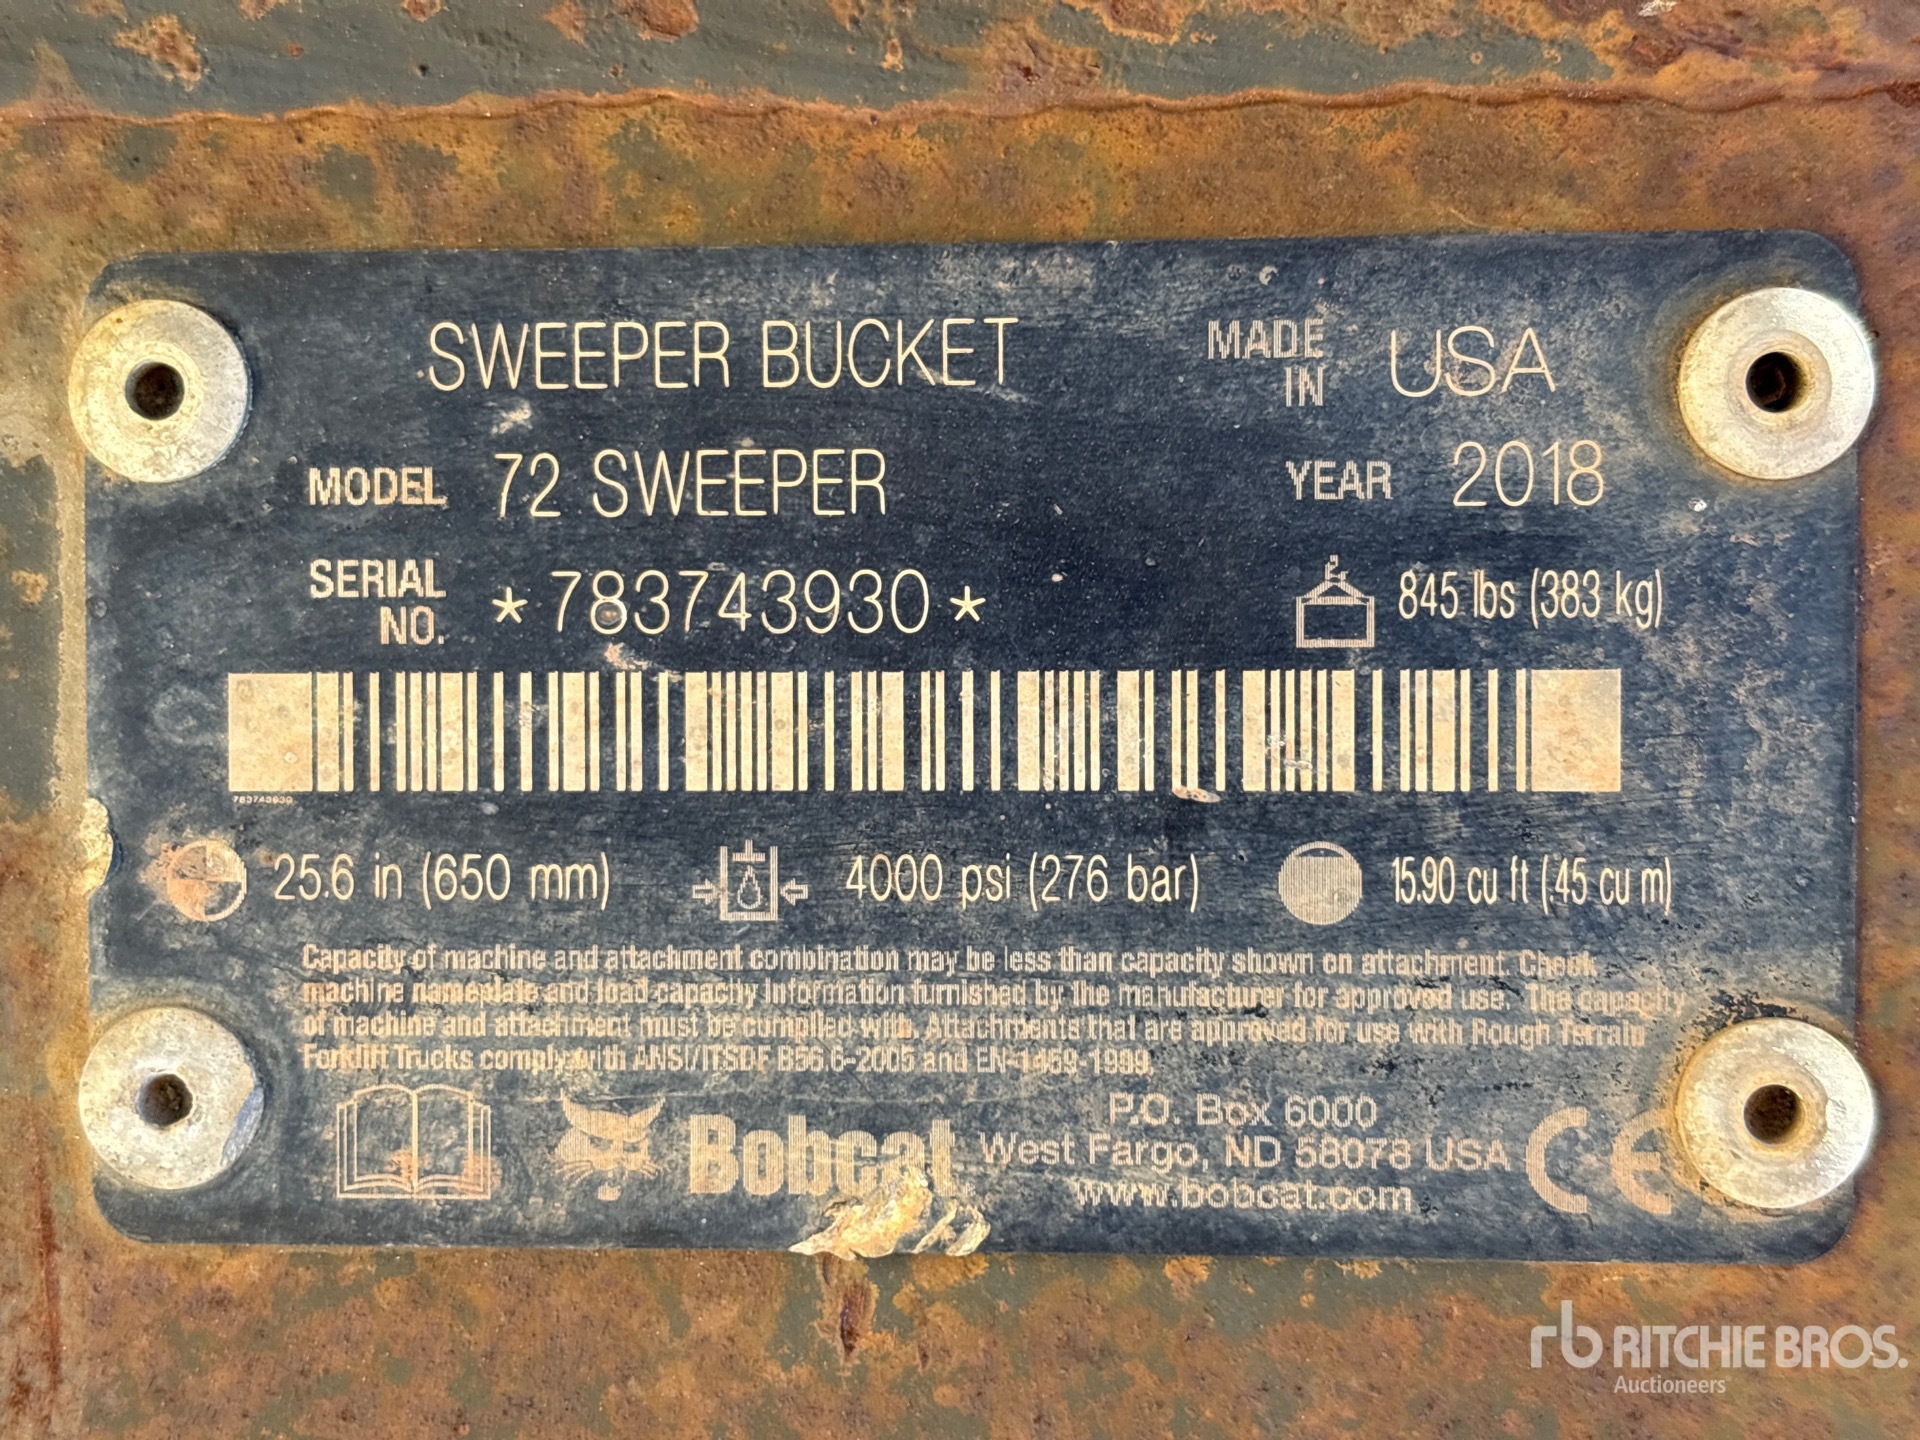 SWEEPER BUCKET
MADE IN USA
MODEL 72 SWEEPER
YEAR 2018
SERIAL NO. *783743930*
845 lbs (383 kg)
783743930
25.6 in (650 mm)
4000 psi (276 bar)
15.90 cu ft (.45 cu m)
Capacity of machine and attachment combination may be less than capacity shown on attachment. Check
machine nameplate and load capacity information furnished by the manufacturer for approved use. The capacity
of machine and attachment must be complied with. Attachments that are approved for use with Rough Terrain
Forklift Trucks comply with ANSI/ITSDF B56.6-2005 and EN-1459-1999.
Bobcat
P.O. Box 6000
West Fargo, ND 58078 USA
www.bobcat.com
CE
rb RITCHIE BROS.
Auctioneers